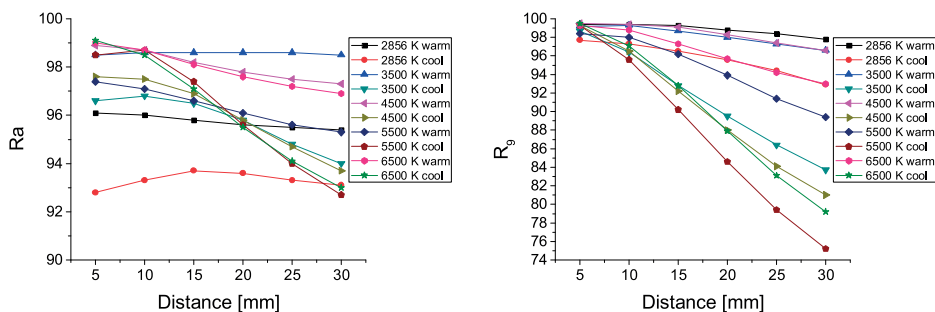 100
98
96
94
92
90
Ra
5 10 15 20 25 30
Distance [mm]
2856 K warm
2856 K cool
3500 K warm
3500 K cool
4500 K warm
4500 K cool
5500 K warm
5500 K cool
6500 K warm
6500 K cool
100
98
96
94
92
90
88
86
84
82
80
78
76
74
R9
5 10 15 20 25 30
Distance [mm]
2856 K warm
2856 K cool
3500 K warm
3500 K cool
4500 K warm
4500 K cool
5500 K warm
5500 K cool
6500 K warm
6500 K cool